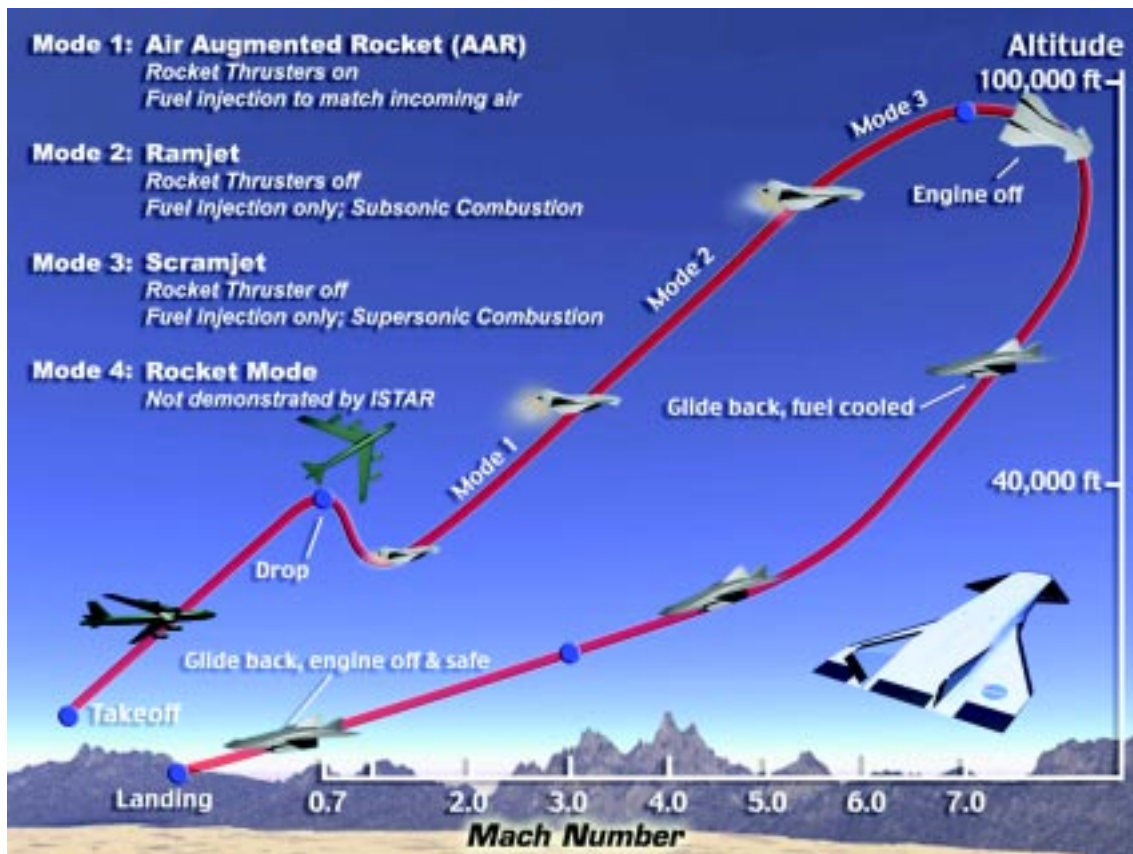 Mode 1: Air Augmented Rocket (AAR)
Rocket Thrusters on
Fuel injection to match incoming air
Mode 2: Ramjet
Rocket Thrusters off
Fuel Injection only; Subsonic Combustion
Mode 3: Scramjet
Rocket Thruster off
Fuel Injection only; Supersonic Combustion
Mode 4: Rocket Mode
Not demonstrated by ISTAR
Altitude
100,000 ft
Mode 3
Engine off
Mode 2
Glide back, fuel cooled
Mode 1
40,000 ft
Drop
Glide back, engine off & safe
Takeoff
Landing
0.7 2.0 3.0 4.0 5.0 6.0 7.0
Mach Number